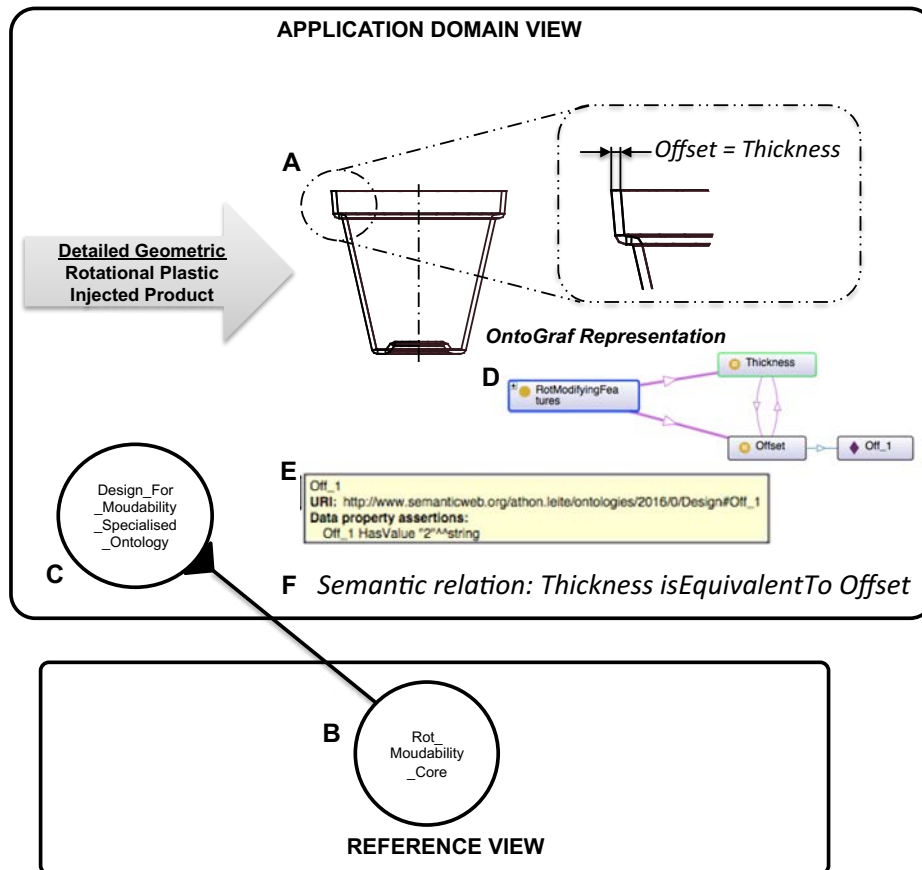 APPLICATION DOMAIN VIEW
A
Offset = Thickness
Detailed Geometric
Rotational Plastic
Injected Product
OntoGraf Representation
D
RotModifyingFea
tures
Thickness
Offset
Off_1
E
Off_1
URI: http://www.semanticweb.org/athon.leite/ontologies/2016/0/Design#Off_1
Data property assertions:
Off_1 HasValue "2"^^string
Design_For
_Moudability
_Specialised
_Ontology
C
F Semantic relation: Thickness isEquivalentTo Offset
B
Rot_
Moudability
_Core
REFERENCE VIEW